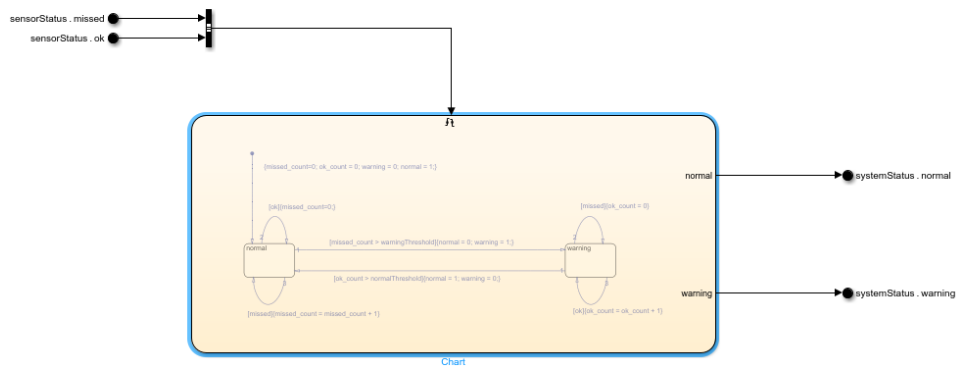 sensorStatus . missed
sensorStatus . ok
{missed_count=0; ok_count = 0; warning = 0; normal = 1;}
[ok]{missed_count=0;}
[missed]{ok_count = 0}
normal
[missed_count > warningThreshold]{normal = 0; warning = 1;}
warning
[ok_count > normalThreshold]{normal = 1; warning = 0;}
[missed]{missed_count = missed_count + 1}
[ok]{ok_count = ok_count + 1}
normal
systemStatus . normal
warning
systemStatus . warning
Chart